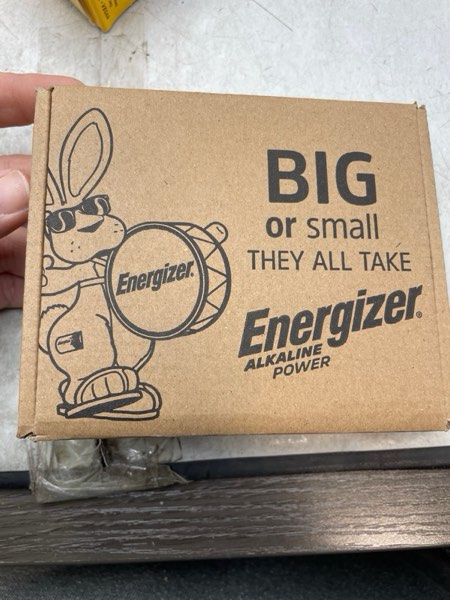 BIG
or small
THEY ALL TAKE
Energizer®
ALKALINE
POWER
Energizer.